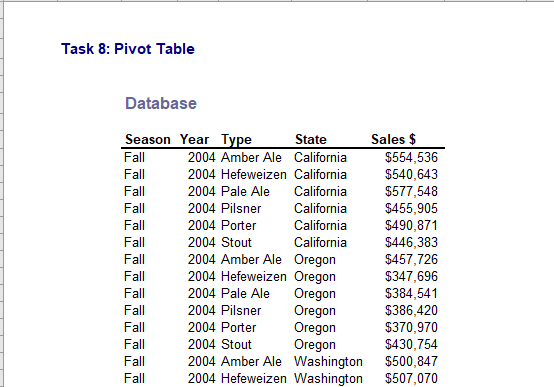 Task 8: Pivot Table
Database
Season Year Type State Sales $
Fall 2004 Amber Ale California $554,536
Fall 2004 Hefeweizen California $540,643
Fall 2004 Pale Ale California $577,548
Fall 2004 Pilsner California $455,905
Fall 2004 Porter California $490,871
Fall 2004 Stout California $446,383
Fall 2004 Amber Ale Oregon $457,726
Fall 2004 Hefeweizen Oregon $347,696
Fall 2004 Pale Ale Oregon $384,541
Fall 2004 Pilsner Oregon $386,420
Fall 2004 Porter Oregon $370,970
Fall 2004 Stout Oregon $430,754
Fall 2004 Amber Ale Washington $500,847
Fall 2004 Hefeweizen Washington $507,070